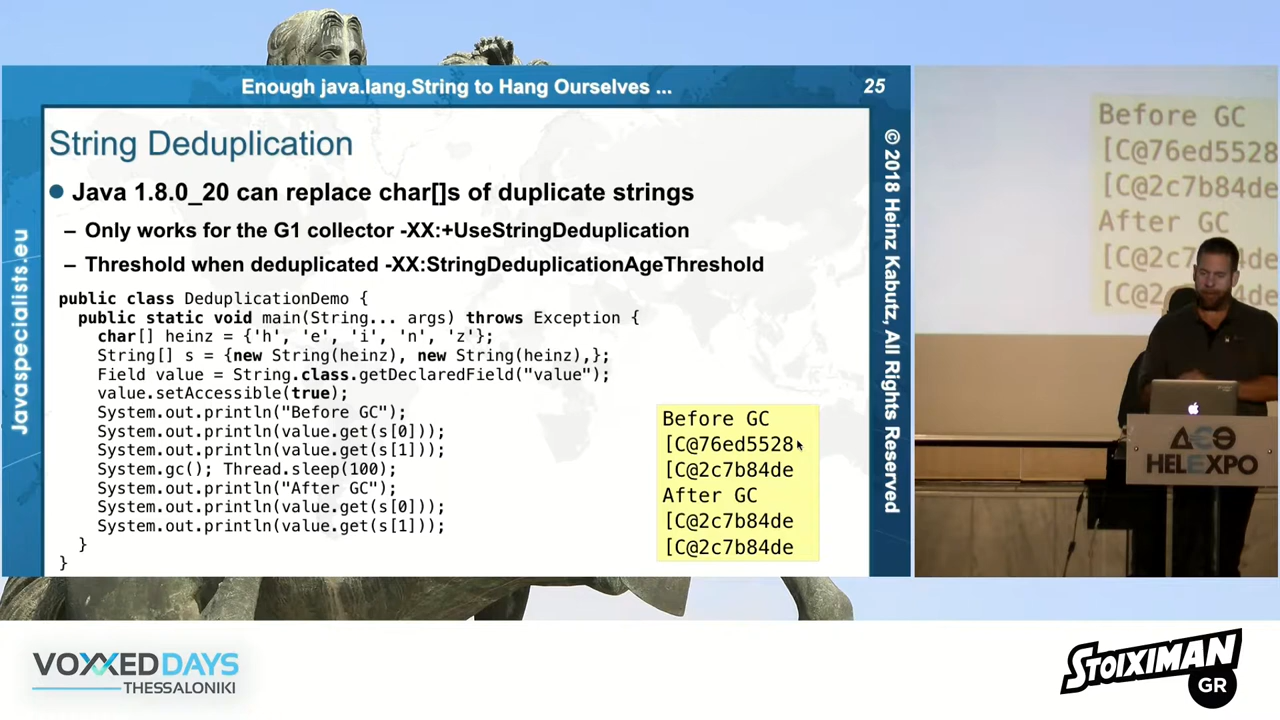 Enough java.lang.String to Hang Ourselves ...
25
String Deduplication
Java 1.8.0_20 can replace char[]s of duplicate strings
– Only works for the G1 collector -XX:+UseStringDeduplication
– Threshold when deduplicated -XX:StringDeduplicationAgeThreshold
public class DeduplicationDemo {
public static void main(String... args) throws Exception {
char[] heinz = {'h', 'e', 'i', 'n', 'z'};
String[] s = {new String(heinz), new String(heinz),};
Field value = String.class.getDeclaredField("value");
value.setAccessible(true);
System.out.println("Before GC");
System.out.println(value.get(s[0]));
System.out.println(value.get(s[1]));
System.gc(); Thread.sleep(100);
System.out.println("After GC");
System.out.println(value.get(s[0]));
System.out.println(value.get(s[1]));
}
}
Before GC
[C@76ed5528
[C@2c7b84de
After GC
[C@2c7b84de
[C@2c7b84de
Javaspecialists.eu
© 2018 Heinz Kabutz, All Rights Reserved
Before GC
[C@76ed5528
[C@2c7b84de
After GC
[C@2c7
[C@2
4de
ΔΕΘ
HELEXPO
VOXXED DAYS
THESSALONIKI
STOIXIMAN
GR